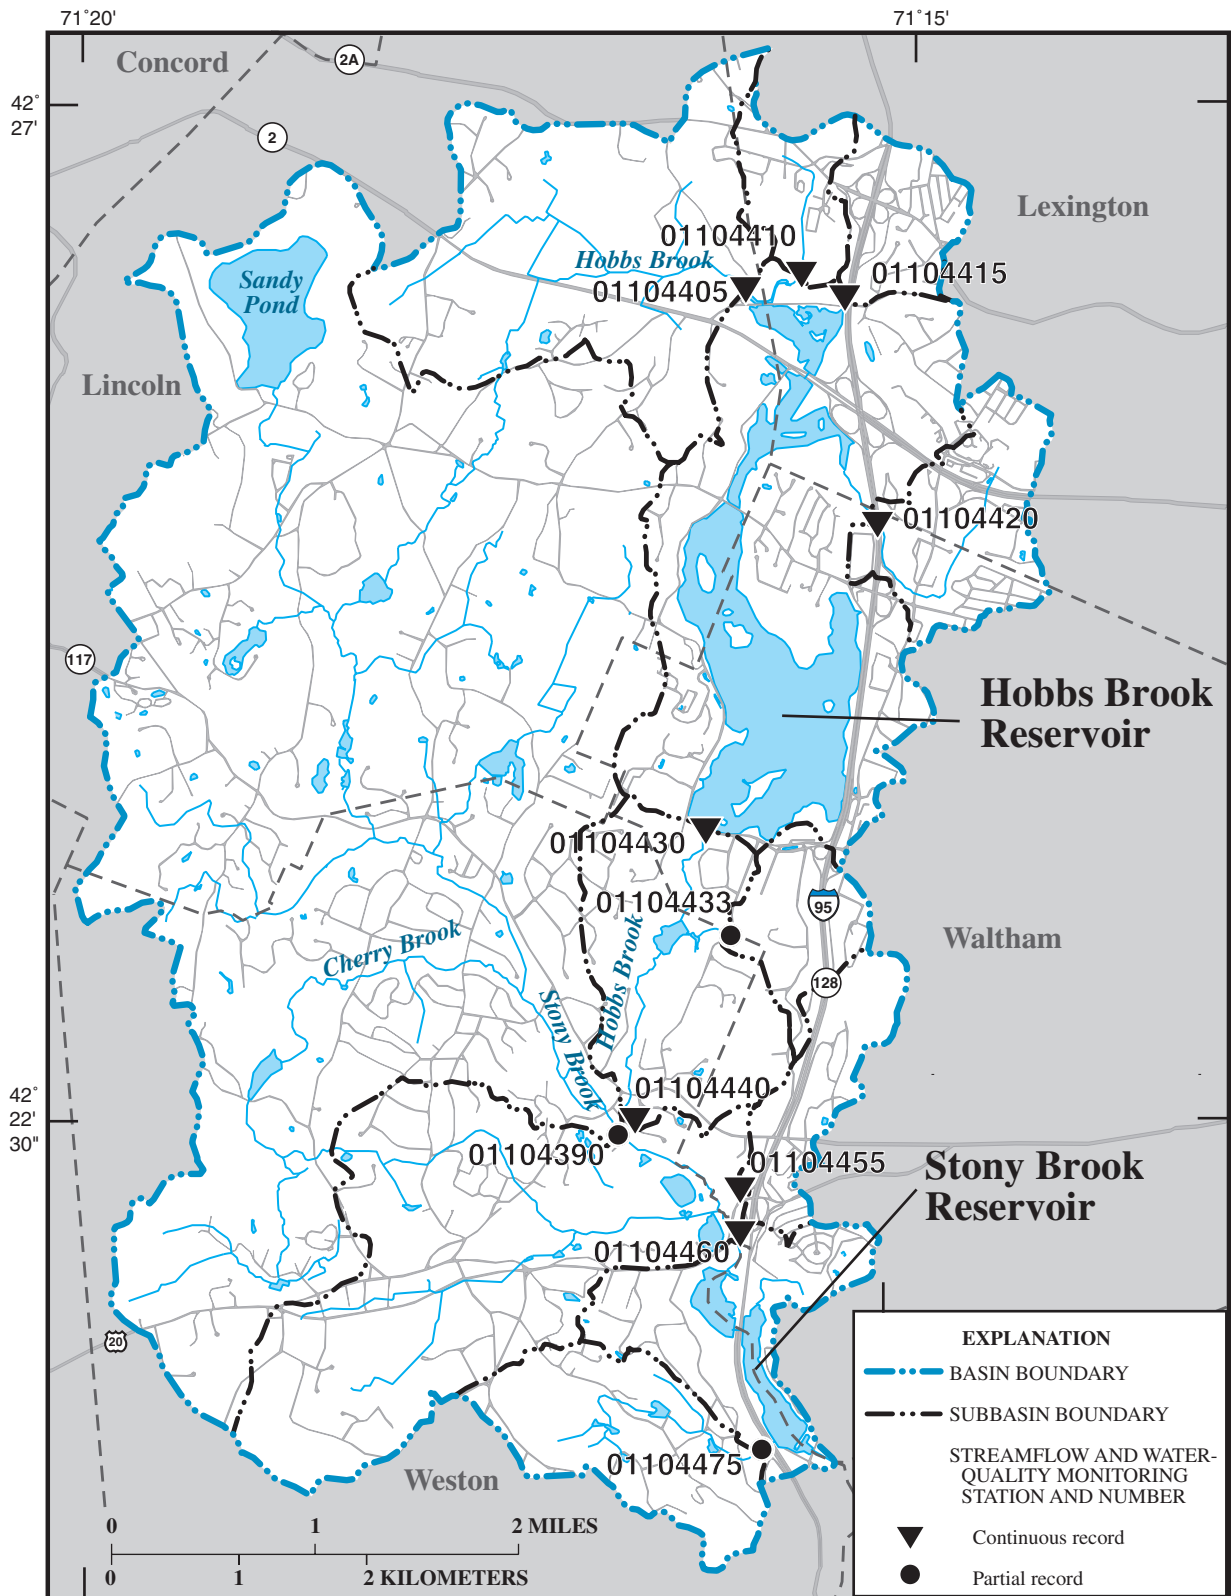 71°20'
71°15'
42°
27'
Concord
2A
2
Lexington
01104410
Hobbs Brook
01104415
01104405
Sandy
Pond
Lincoln
01104420
117
Hobbs Brook
Reservoir
01104430
01104433
95
Waltham
Cherry Brook
Hobbs Brook
Stony Brook
128
42°
22'
30"
01104440
01104390
01104455
Stony Brook
Reservoir
01104460
20
01104475
Weston
0 1 2 MILES
0 1 2 KILOMETERS
EXPLANATION
BASIN BOUNDARY
SUBBASIN BOUNDARY
STREAMFLOW AND WATER-
QUALITY MONITORING
STATION AND NUMBER
Continuous record
Partial record